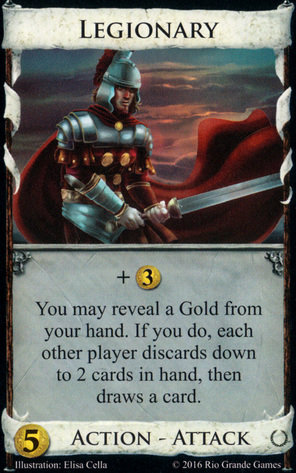 LEGIONARY
+ 3
You may reveal a Gold from
your hand. If you do, each
other player discards down
to 2 cards in hand, then
draws a card.
5 ACTION - ATTACK
Illustration: Elisa Cella © 2016 Rio Grande Games